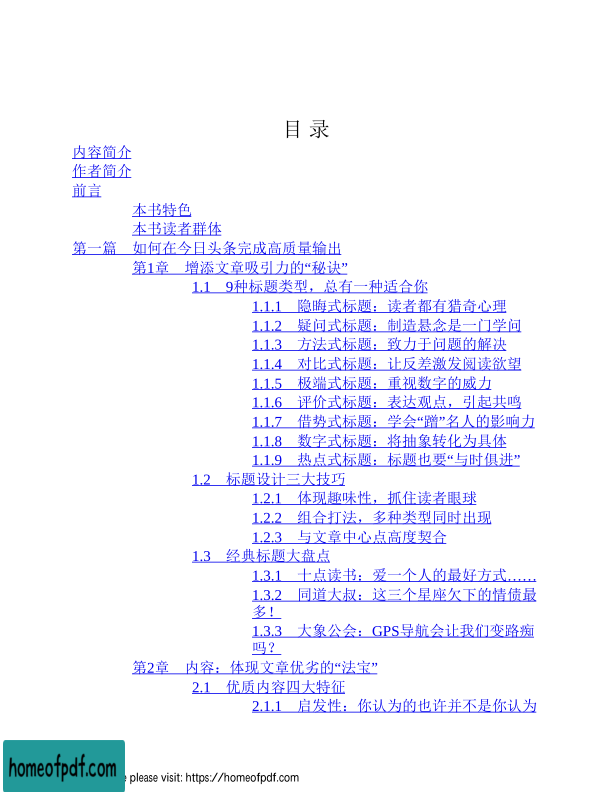 目 录
内容简介
作者简介
前言
本书特色
本书读者群体
第一篇 如何在今日头条完成高质量输出
第1章 增添文章吸引力的“秘诀”
1.1 9种标题类型，总有一种适合你
1.1.1 隐晦式标题：读者都有猎奇心理
1.1.2 疑问式标题：制造悬念是一门学问
1.1.3 方法式标题：致力于问题的解决
1.1.4 对比式标题：让反差激发阅读欲望
1.1.5 极端式标题：重视数字的威力
1.1.6 评价式标题：表达观点，引起共鸣
1.1.7 借势式标题：学会“蹭”名人的影响力
1.1.8 数字式标题：将抽象转化为具体
1.1.9 热点式标题：标题也要“与时俱进”
1.2 标题设计三大技巧
1.2.1 体现趣味性，抓住读者眼球
1.2.2 组合打法，多种类型同时出现
1.2.3 与文章中心点高度契合
1.3 经典标题大盘点
1.3.1 十点读书：爱一个人的最好方式……
1.3.2 同道大叔：这三个星座欠下的情债最
多！
1.3.3 大象公会：GPS导航会让我们变路痴
吗？
第2章 内容：体现文章优劣的“法宝”
2.1 优质内容四大特征
2.1.1 启发性：你认为的也许并不是你认为
homeofpdf.com
please visit: https://homeofpdf.com